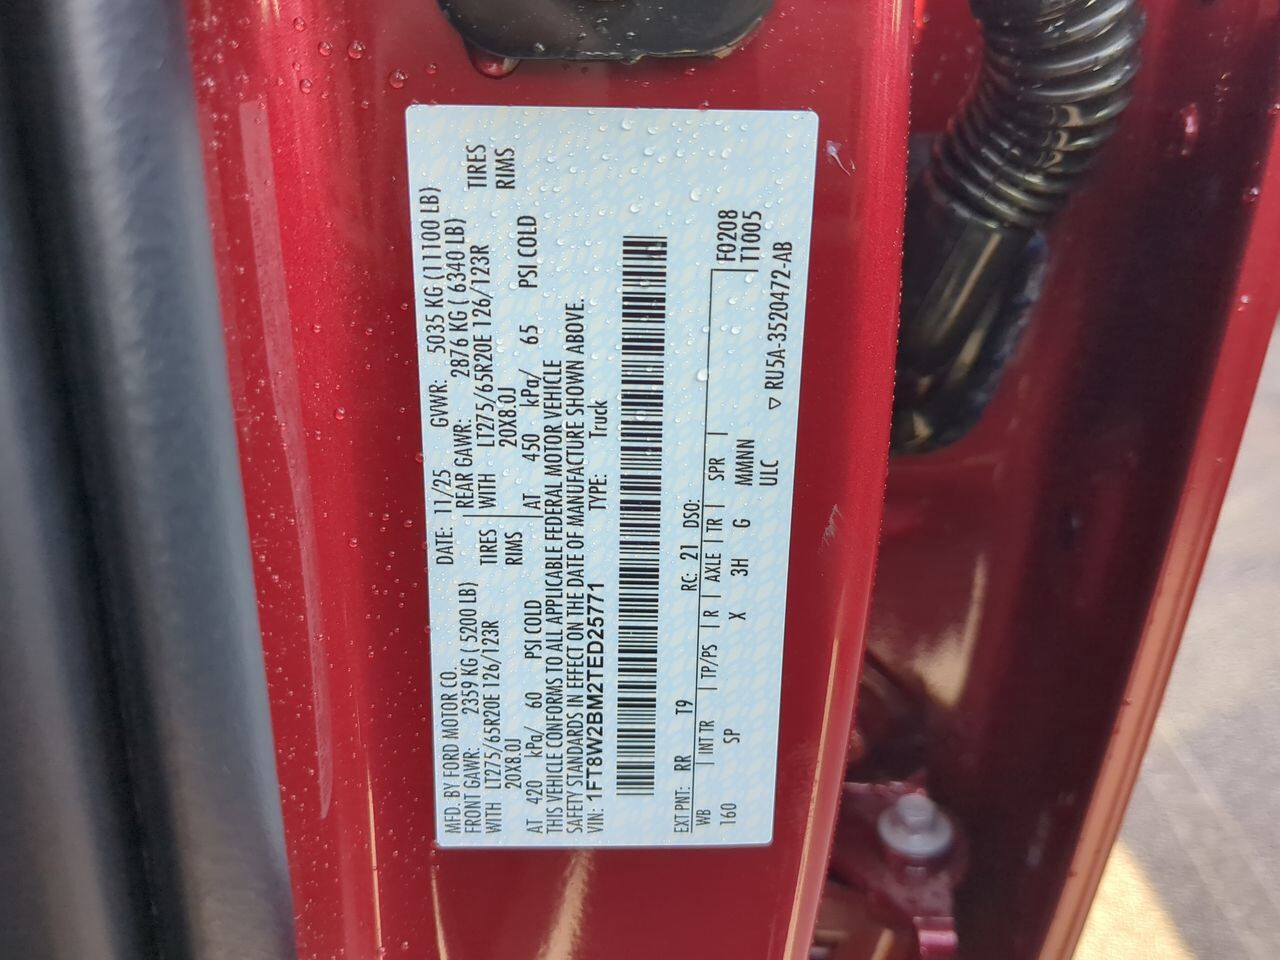 MFD. BY FORD MOTOR CO. DATE: 11/25 GVWR: 5035 KG (11100 LB)
FRONT GAWR: 2359 KG ( 5200 LB) REAR GAWR: 2876 KG ( 6340 LB)
WITH LT275/65R20E 126/123R TIRES WITH LT275/65R20E 126/123R TIRES
20X8.0J RIMS 20X8.0J RIMS
AT 420 kPa/ 60 PSI COLD AT 450 kPa/ 65 PSI COLD
THIS VEHICLE CONFORMS TO ALL APPLICABLE FEDERAL MOTOR VEHICLE
SAFETY STANDARDS IN EFFECT ON THE DATE OF MANUFACTURE SHOWN ABOVE.
VIN: 1FT8W2BM2TED25771 TYPE: Truck
EXT PNT: RR T9 RC: 21 DSO: F0208
WB INT TR TP/PS R AXLE TR SPR T1005
160 SP X 3H G MMNN
ULC
▽ RU5A-3520472-AB